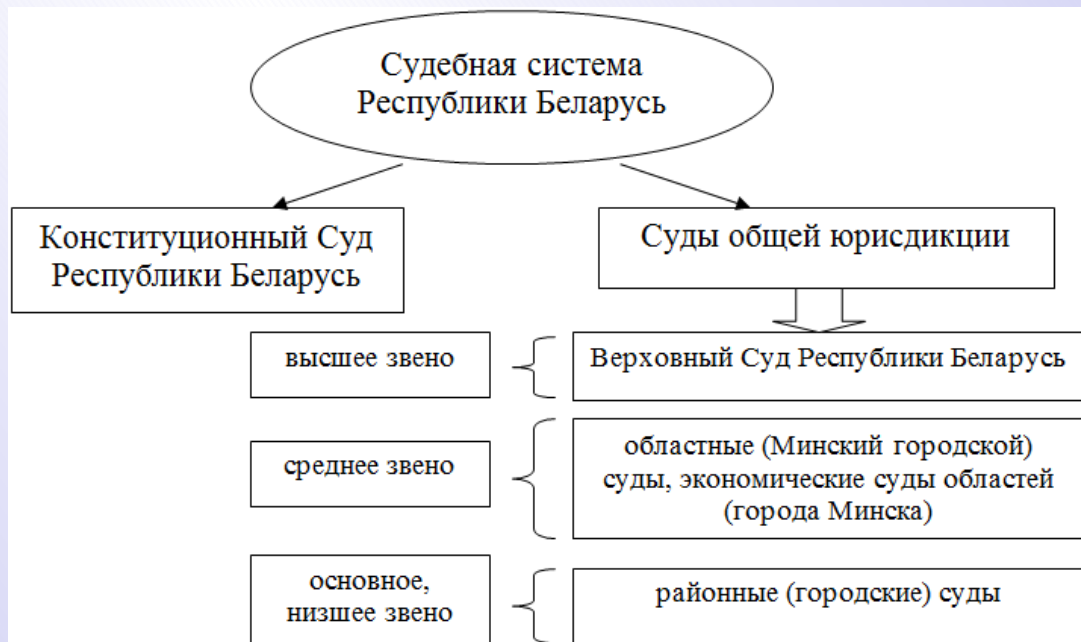 Судебная система
Республики Беларусь
Конституционный Суд
Республики Беларусь
Суды общей юрисдикции
высшее звено
Верховный Суд Республики Беларусь
среднее звено
областные (Минский городской)
суды, экономические суды областей
(города Минска)
основное,
низшее звено
районные (городские) суды